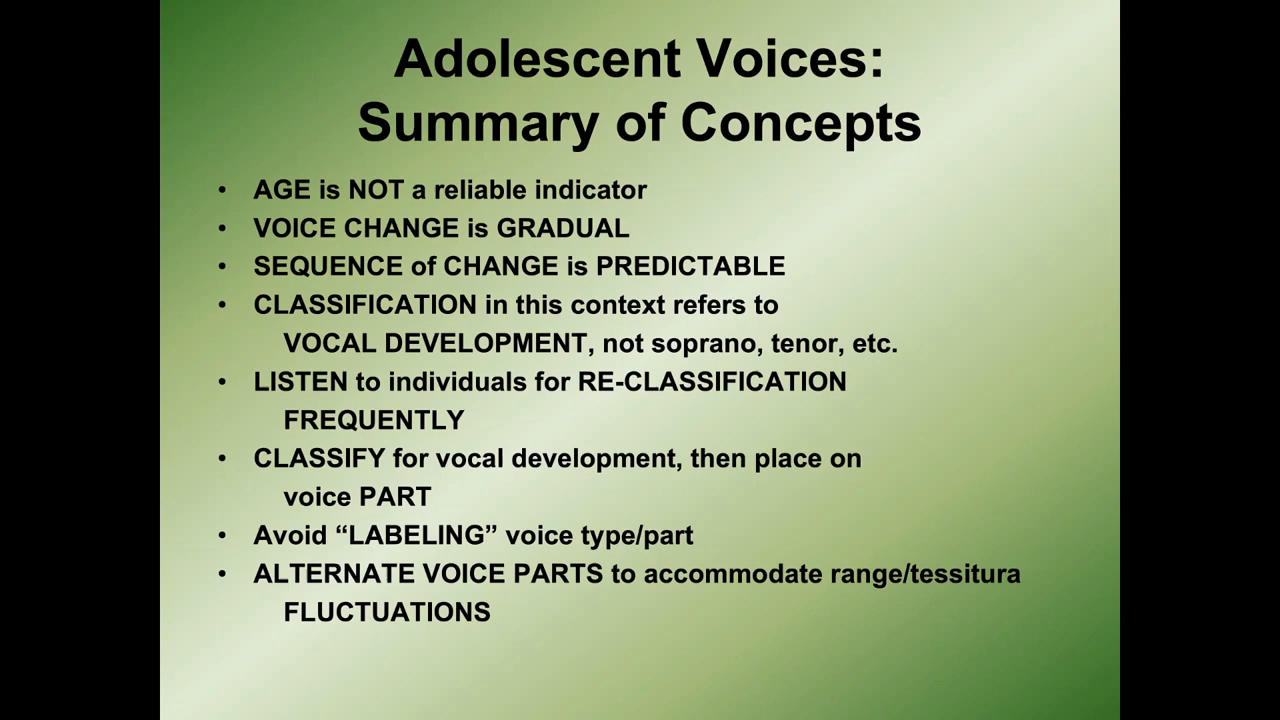 Adolescent Voices:
Summary of Concepts
• AGE is NOT a reliable indicator
• VOICE CHANGE is GRADUAL
• SEQUENCE of CHANGE is PREDICTABLE
• CLASSIFICATION in this context refers to
VOCAL DEVELOPMENT, not soprano, tenor, etc.
• LISTEN to individuals for RE-CLASSIFICATION
FREQUENTLY
• CLASSIFY for vocal development, then place on
voice PART
• Avoid “LABELING” voice type/part
• ALTERNATE VOICE PARTS to accommodate range/tessitura
FLUCTUATIONS